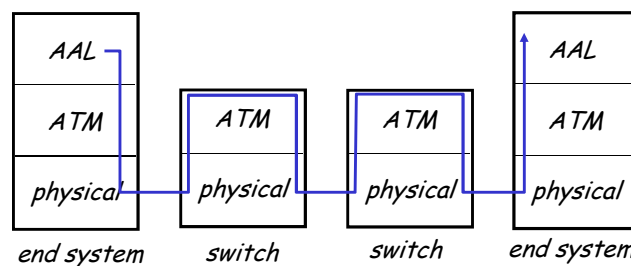 AAL AAL
ATM ATM ATM ATM
physical physical physical physical
end system switch switch end system